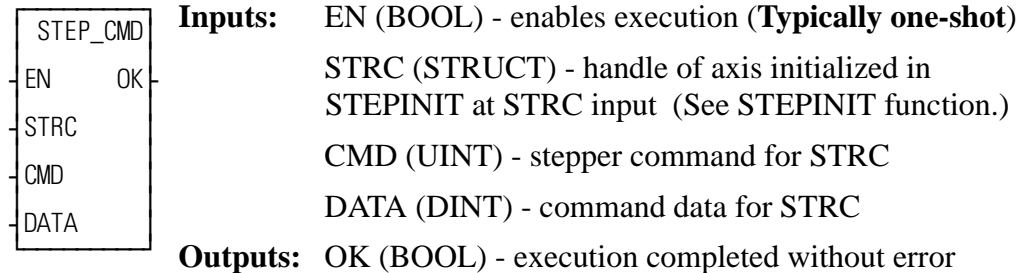 STEP_CMD
EN OK
STRC
CMD
DATA
Inputs: EN (BOOL) - enables execution (Typically one-shot)
STRC (STRUCT) - handle of axis initialized in
STEPINIT at STRC input (See STEPINIT function.)
CMD (UINT) - stepper command for STRC
DATA (DINT) - command data for STRC
Outputs: OK (BOOL) - execution completed without error